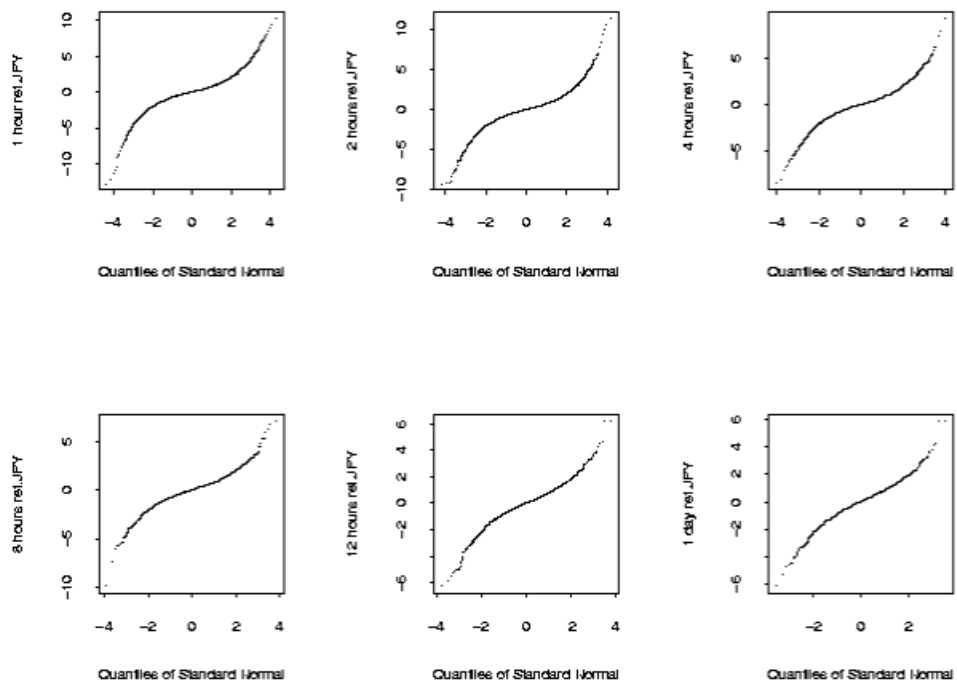 1 hour ret.JPY
10
5
0
−5
−10
−4 −2 0 2 4
Quantiles of Standard Normal
2 hours ret.JPY
10
5
0
−5
−10
−4 −2 0 2 4
Quantiles of Standard Normal
4 hours ret.JPY
5
0
−5
−4 −2 0 2 4
Quantiles of Standard Normal
8 hours ret.JPY
5
0
−5
−10
−4 −2 0 2 4
Quantiles of Standard Normal
12 hours ret.JPY
6
4
2
0
−2
−6
−4 −2 0 2 4
Quantiles of Standard Normal
1 day ret.JPY
6
4
2
0
−2
−6
−2 0 2
Quantiles of Standard Normal